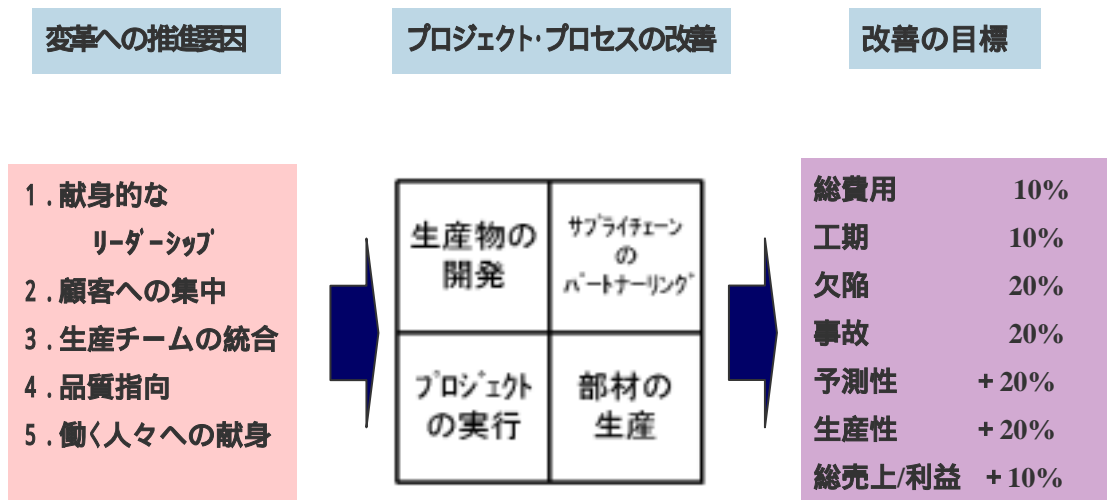 変革への推進要因
プロジェクト・プロセスの改善
改善の目標
1．献身的な
リーダーシップ
2．顧客への集中
3．生産チームの統合
4．品質指向
5．働く人々への献身
生産物の
開発
サプライチェーン
の
パートナーリング
プロジェクト
の実行
部材の
生産
総費用 10%
工期 10%
欠陥 20%
事故 20%
予測性 +20%
生産性 +20%
総売上/利益 +10%